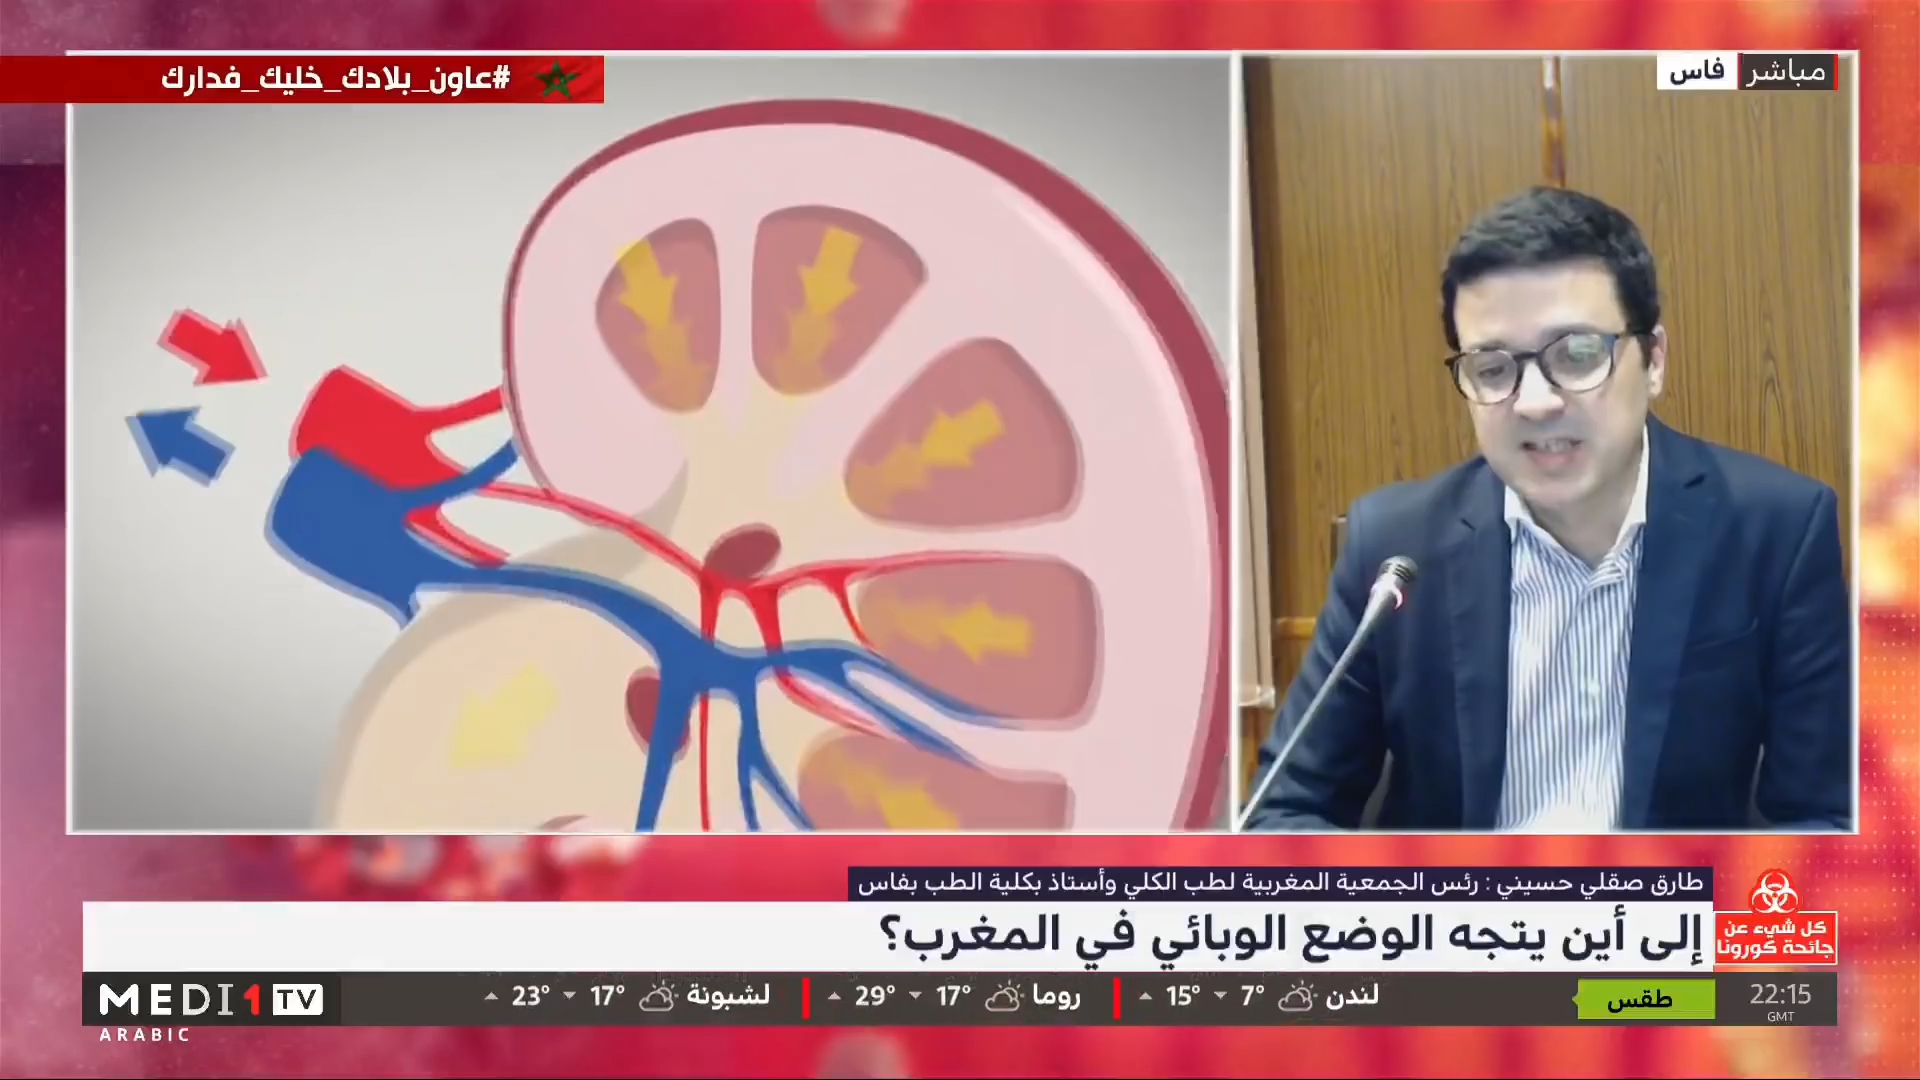 #عاون_بلادك_خليك_فدارك
مباشر فاس
طارق صقلي حسيني : رئس الجمعية المغربية لطب الكلي وأستاذ بكلية الطب بفاس
إلى أين يتجه الوضع الوبائي في المغرب؟
كل شيء عن
جائحة كورونا
22:15
GMT
طقس
لندن 7° 15° روما 17° 29° لشبونة 17° 23°
MEDI1TV
ARABIC